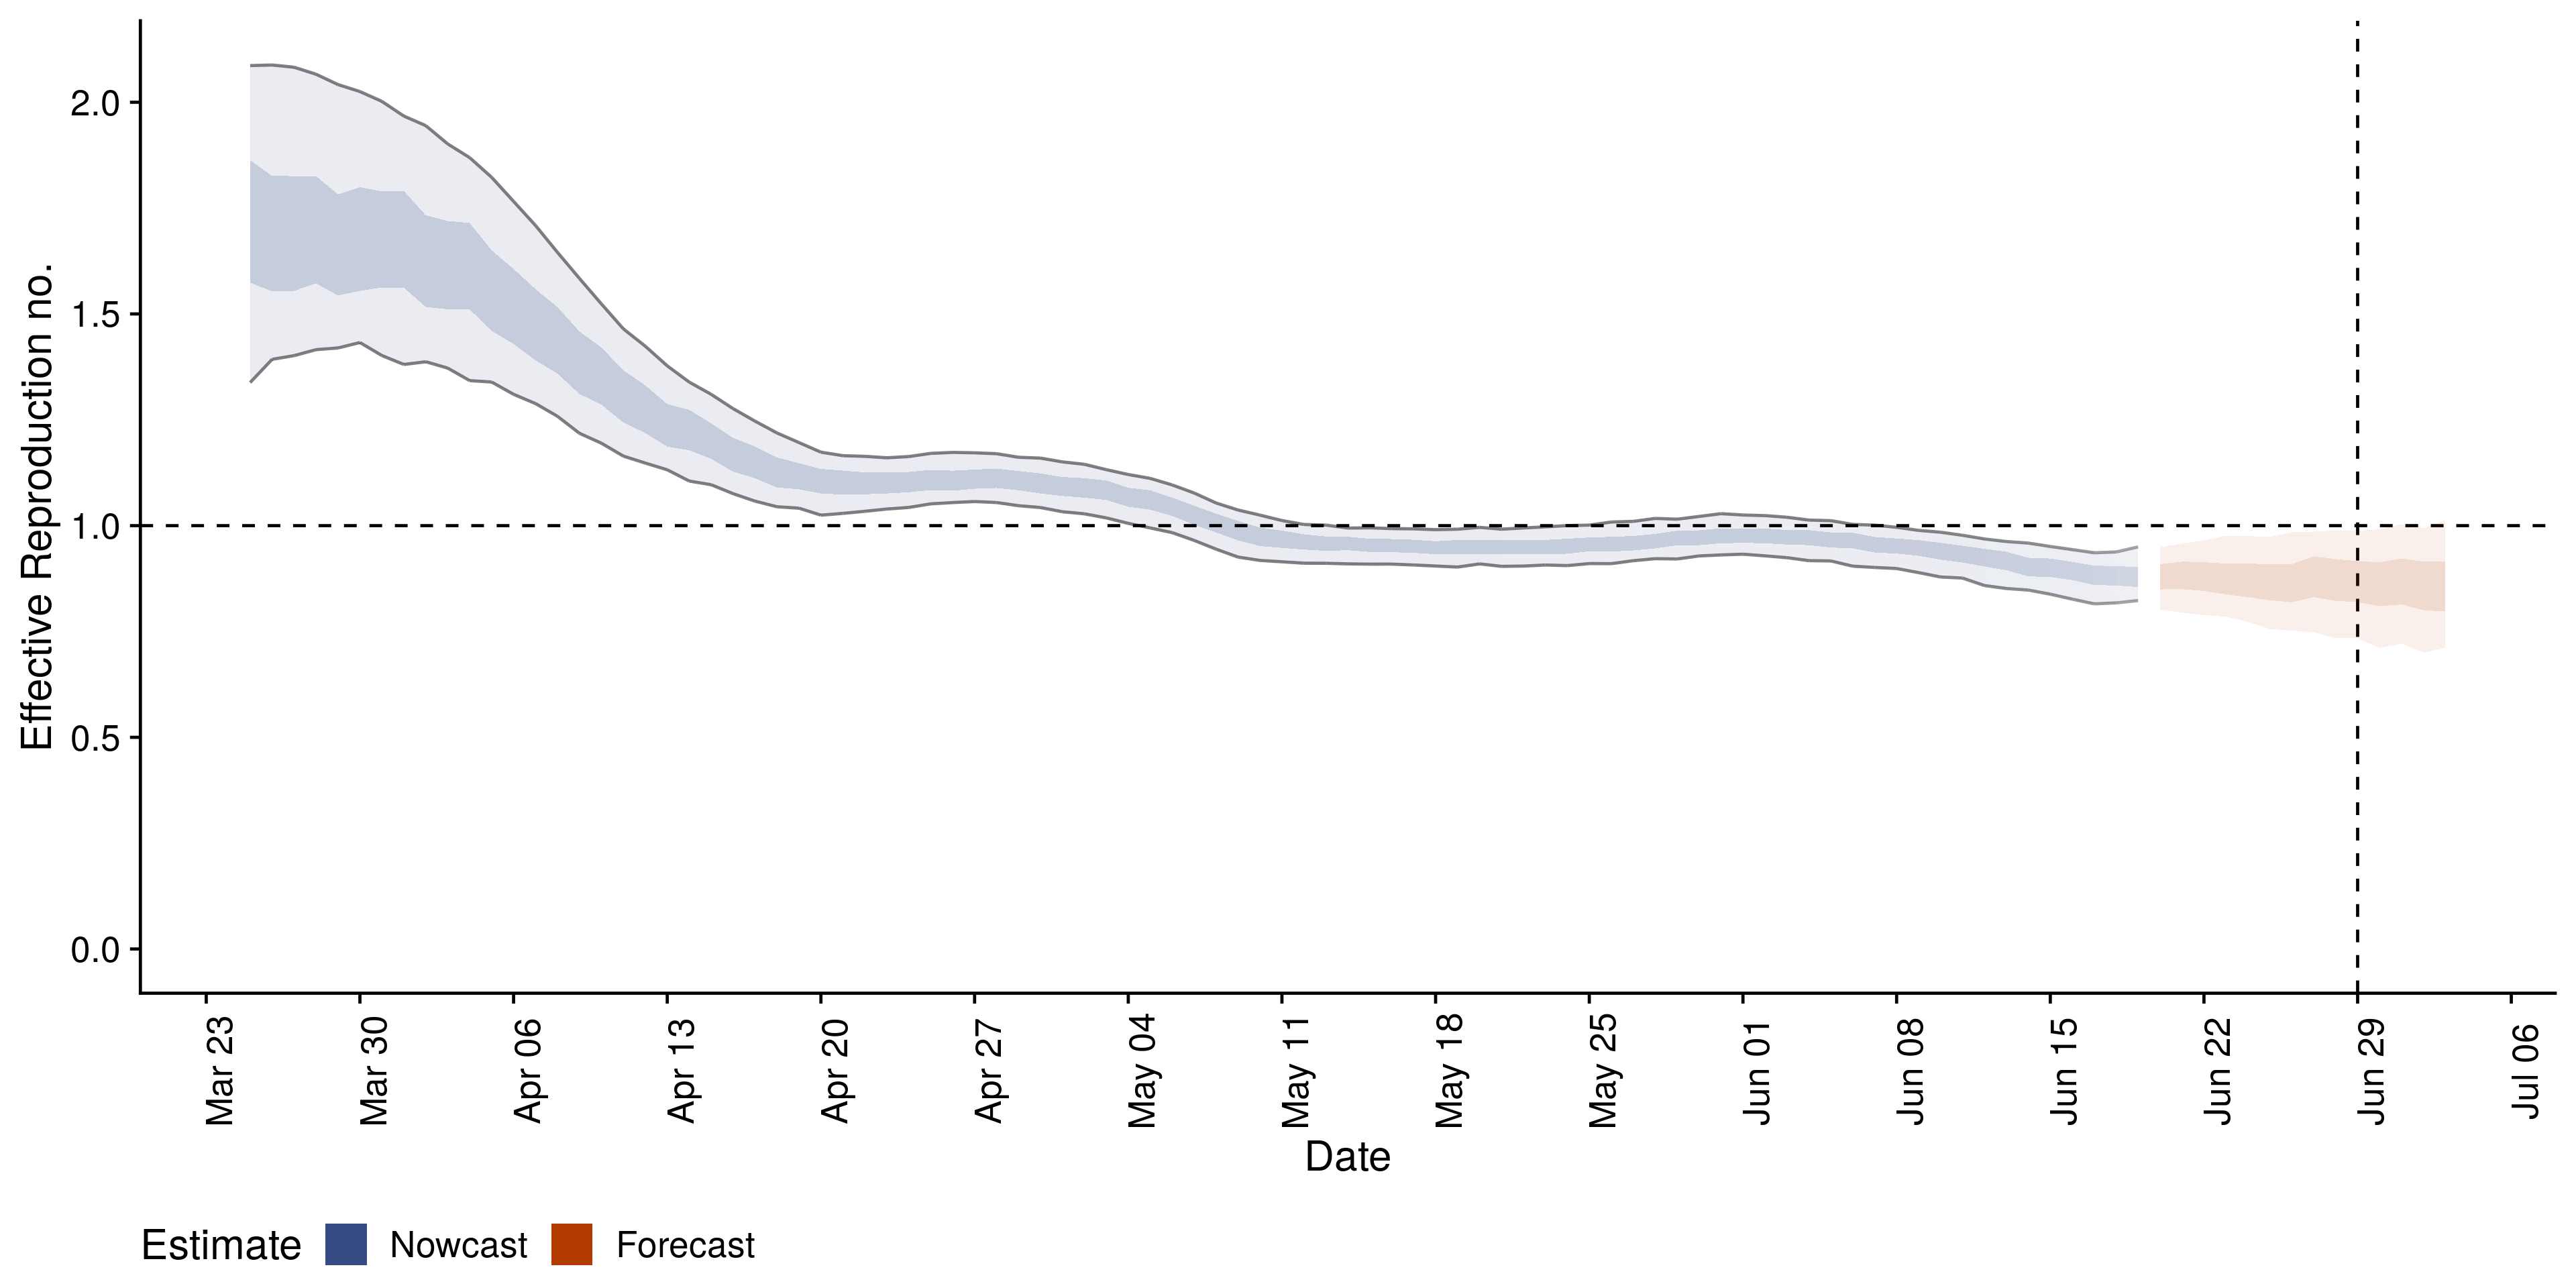 Effective Reproduction no.
2.0
1.5
1.0
0.5
0.0
Mar 23
Mar 30
Apr 06
Apr 13
Apr 20
Apr 27
May 04
May 11
May 18
May 25
Jun 01
Jun 08
Jun 15
Jun 22
Jun 29
Jul 06
Date
Estimate Nowcast Forecast